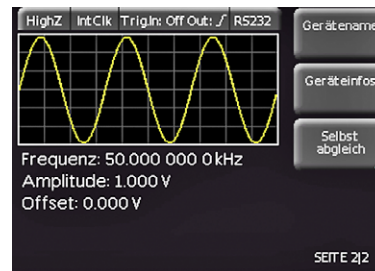 HighZ IntClk Trig.In: Off Out: RS232
Gerätename
Geräteinfos
Selbst
abgleich
Frequenz: 50.000 000 0 kHz
Amplitude: 1.000 V
Offset: 0.000 V
SEITE 2|2